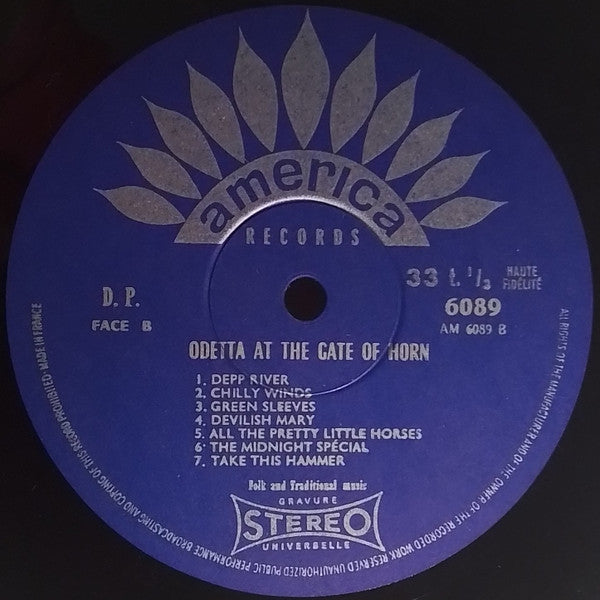 america
RECORDS
D. P.
FACE B
33 t. 1/3
HAUTE
FIDÉLITÉ
6089
AM 6089 B
ODETTA AT THE GATE OF HORN
1. DEPP RIVER
2. CHILLY WINDS
3. GREEN SLEEVES
4. DEVILISH MARY
5. ALL THE PRETTY LITTLE HORSES
6. THE MIDNIGHT SPÉCIAL
7. TAKE THIS HAMMER
Folk and Traditional music
GRAVURE
STEREO
UNIVERSELLE
ALL RIGHTS OF THE MANUFACTURER AND OF THE OWNER OF THE RECORDED WORK RESERVED UNAUTHORIZED PUBLIC PERFORMANCE BROADCASTING AND COPYING OF THIS RECORD PROHIBITED · MADE IN FRANCE